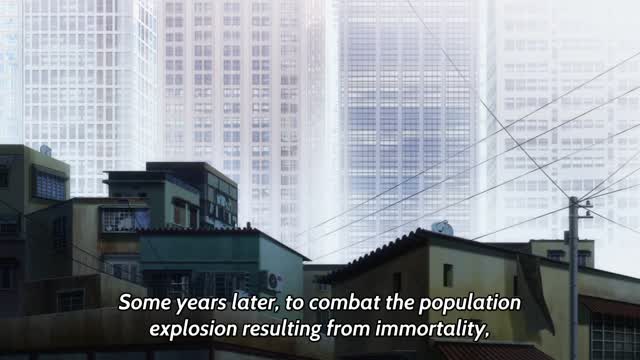 Some years later, to combat the population
explosion resulting from immortality,